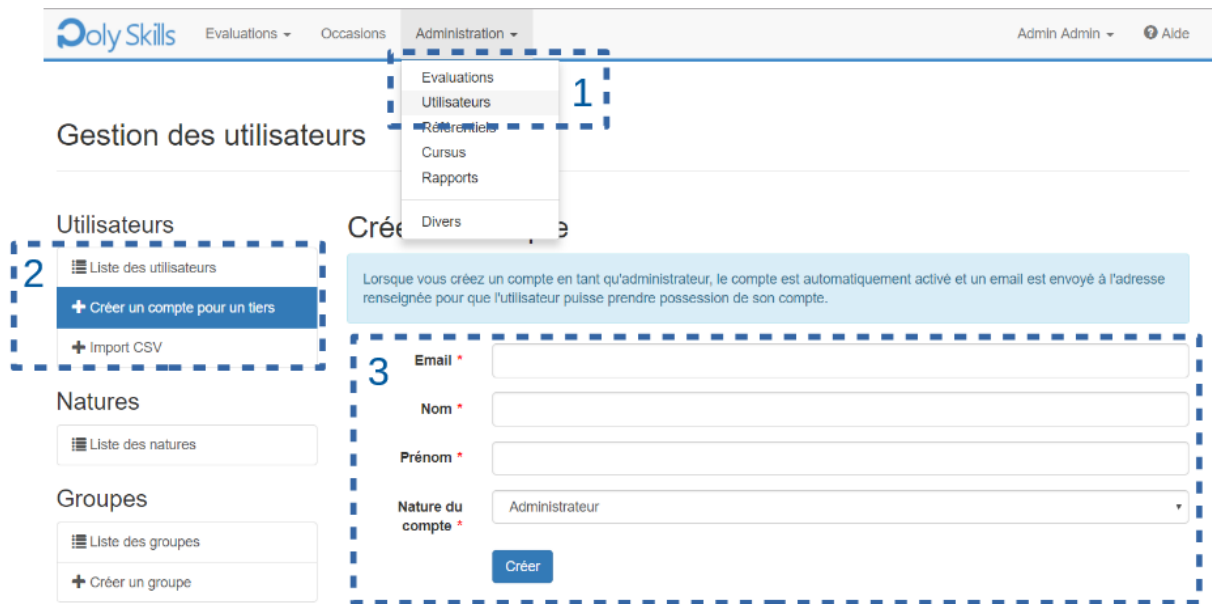 Poly Skills Evaluations Occasions Administration Admin Admin Aide
Evaluations
1
Utilisateurs
Référentiels
Gestion des utilisateurs
Cursus
Rapports
Divers
Utilisateurs
2
Liste des utilisateurs
Créer un compte pour un tiers
Import CSV
Natures
Liste des natures
Groupes
Liste des groupes
Créer un groupe
Lorsque vous créez un compte en tant qu'administrateur, le compte est automatiquement activé et un email est envoyé à l'adresse
renseignée pour que l'utilisateur puisse prendre possession de son compte.
3
Email *
Nom *
Prénom *
Nature du
compte *
Administrateur
Créer